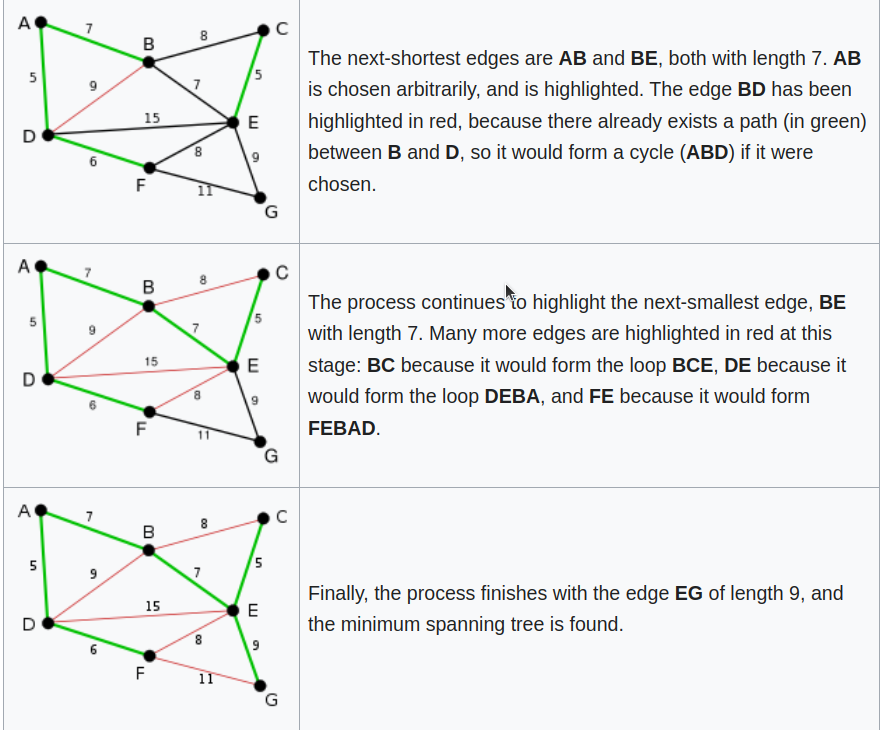 A
7
B
8
C
5
9
7
5
D
15
E
6
8
9
F
11
G
The next-shortest edges are AB and BE, both with length 7. AB
is chosen arbitrarily, and is highlighted. The edge BD has been
highlighted in red, because there already exists a path (in green)
between B and D, so it would form a cycle (ABD) if it were
chosen.
A
7
B
8
C
5
9
7
5
D
15
E
6
8
9
F
11
G
The process continues to highlight the next-smallest edge, BE
with length 7. Many more edges are highlighted in red at this
stage: BC because it would form the loop BCE, DE because it
would form the loop DEBA, and FE because it would form
FEBAD.
A
7
B
8
C
5
9
7
5
D
15
E
6
8
9
F
11
G
Finally, the process finishes with the edge EG of length 9, and
the minimum spanning tree is found.